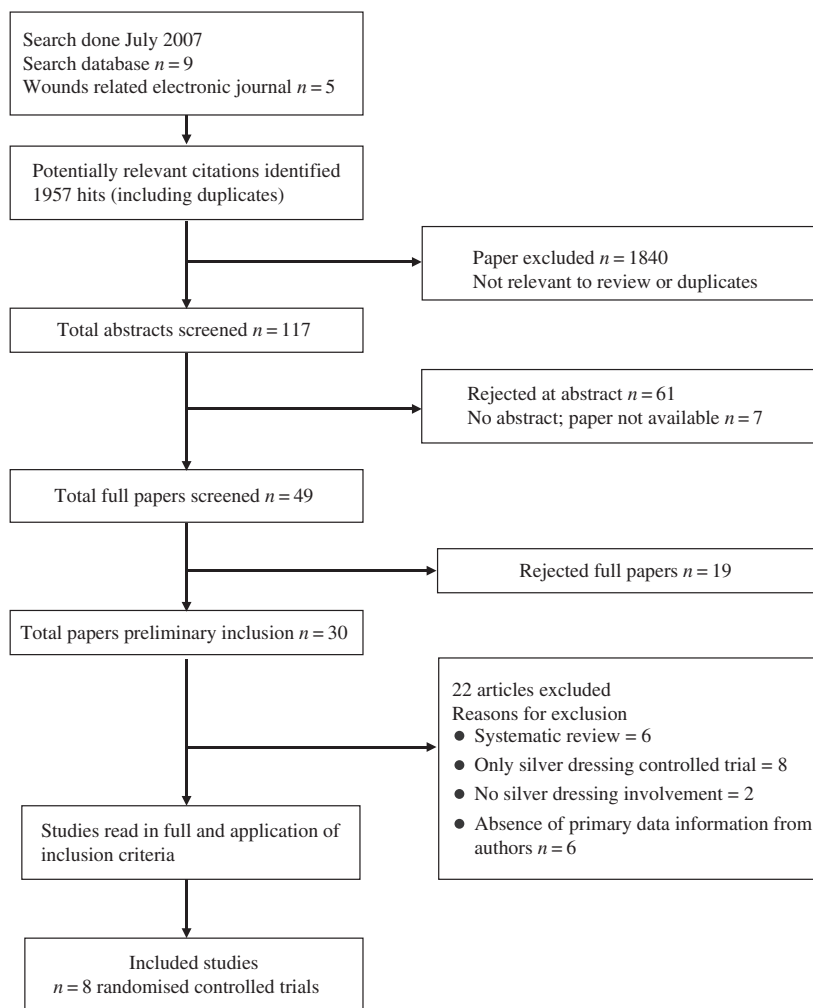 Search done July 2007
Search database n = 9
Wounds related electronic journal n = 5
Potentially relevant citations identified
1957 hits (including duplicates)
Paper excluded n = 1840
Not relevant to review or duplicates
Total abstracts screened n = 117
Rejected at abstract n = 61
No abstract; paper not available n = 7
Total full papers screened n = 49
Rejected full papers n = 19
Total papers preliminary inclusion n = 30
22 articles excluded
Reasons for exclusion
● Systematic review = 6
● Only silver dressing controlled trial = 8
● No silver dressing involvement = 2
● Absence of primary data information from
authors n = 6
Studies read in full and application of
inclusion criteria
Included studies
n = 8 randomised controlled trials